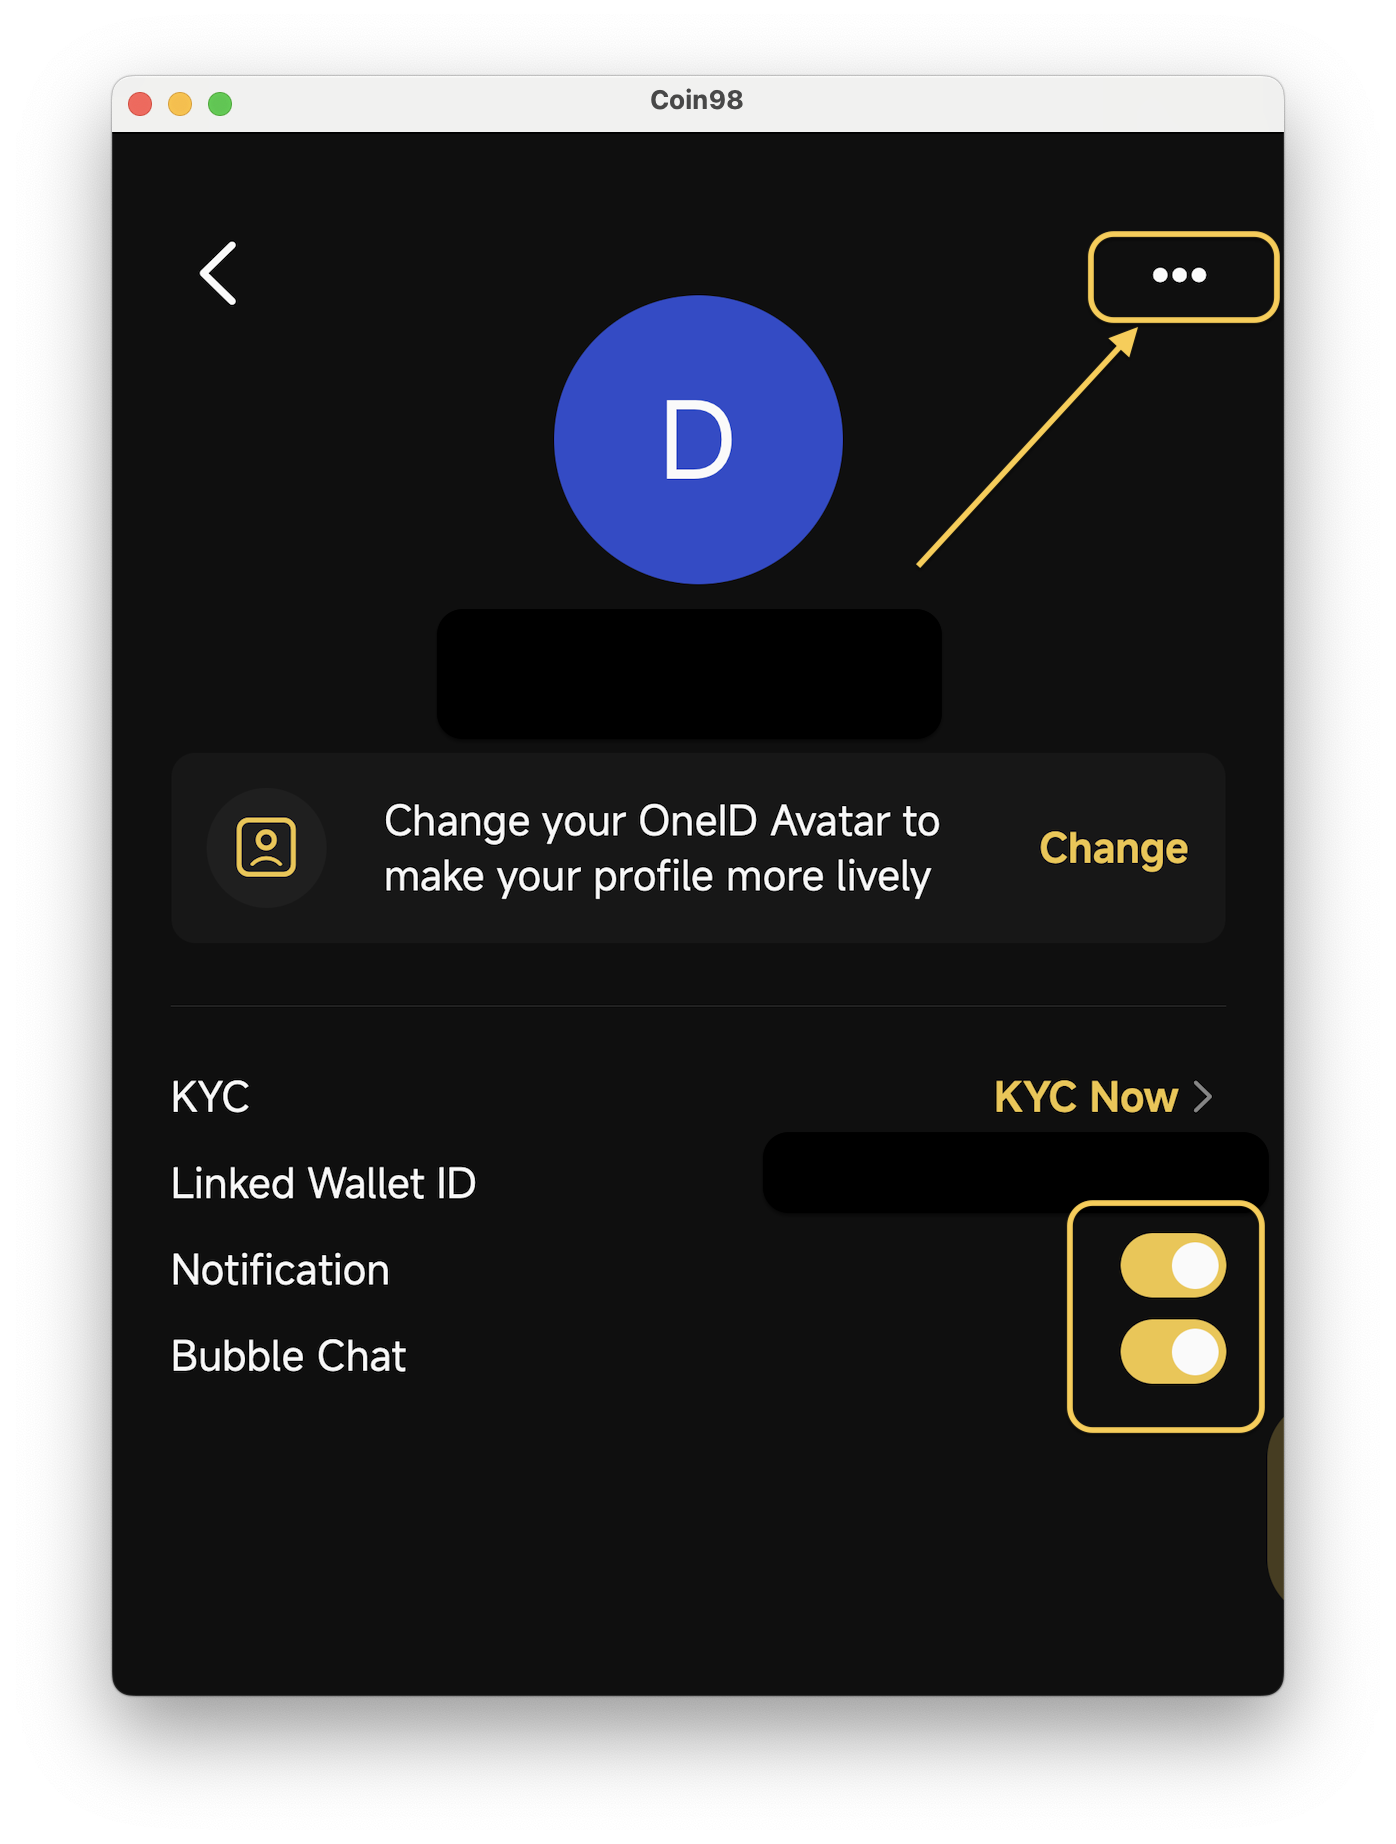 Coin98
D
Change your OneID Avatar to
make your profile more lively
Change
KYC
KYC Now
Linked Wallet ID
Notification
Bubble Chat